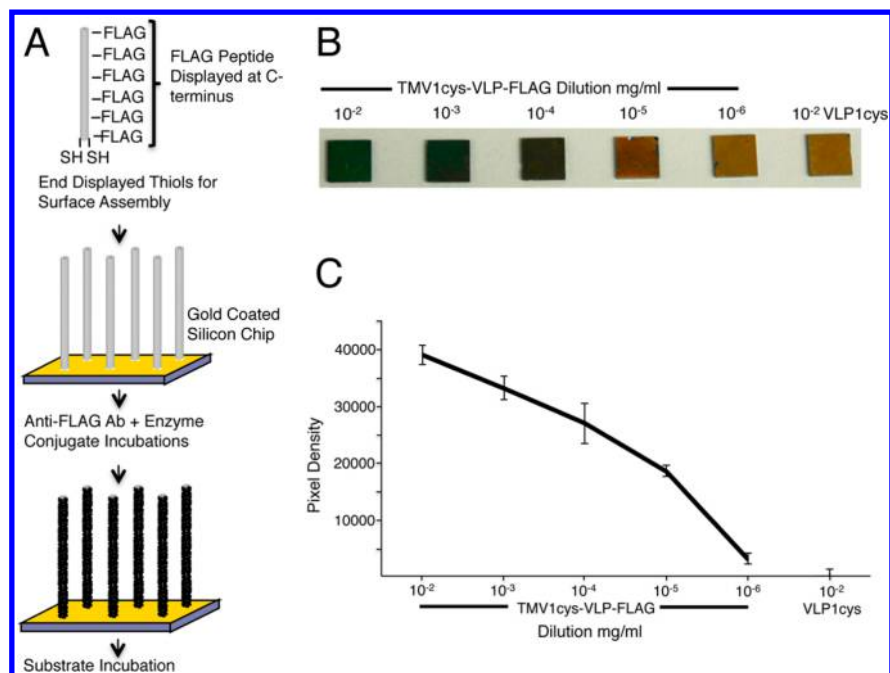 A
–FLAG
–FLAG
–FLAG
–FLAG
–FLAG
–FLAG
FLAG Peptide
Displayed at C-
terminus
SH SH
End Displayed Thiols for
Surface Assembly
Gold Coated
Silicon Chip
Anti-FLAG Ab + Enzyme
Conjugate Incubations
Substrate Incubation
B
TMV1cys-VLP-FLAG Dilution mg/ml
10⁻² 10⁻³ 10⁻⁴ 10⁻⁵ 10⁻⁶ 10⁻² VLP1cys
C
Pixel Density
40000
30000
20000
10000
10⁻² 10⁻³ 10⁻⁴ 10⁻⁵ 10⁻⁶ 10⁻²
TMV1cys-VLP-FLAG VLP1cys
Dilution mg/ml